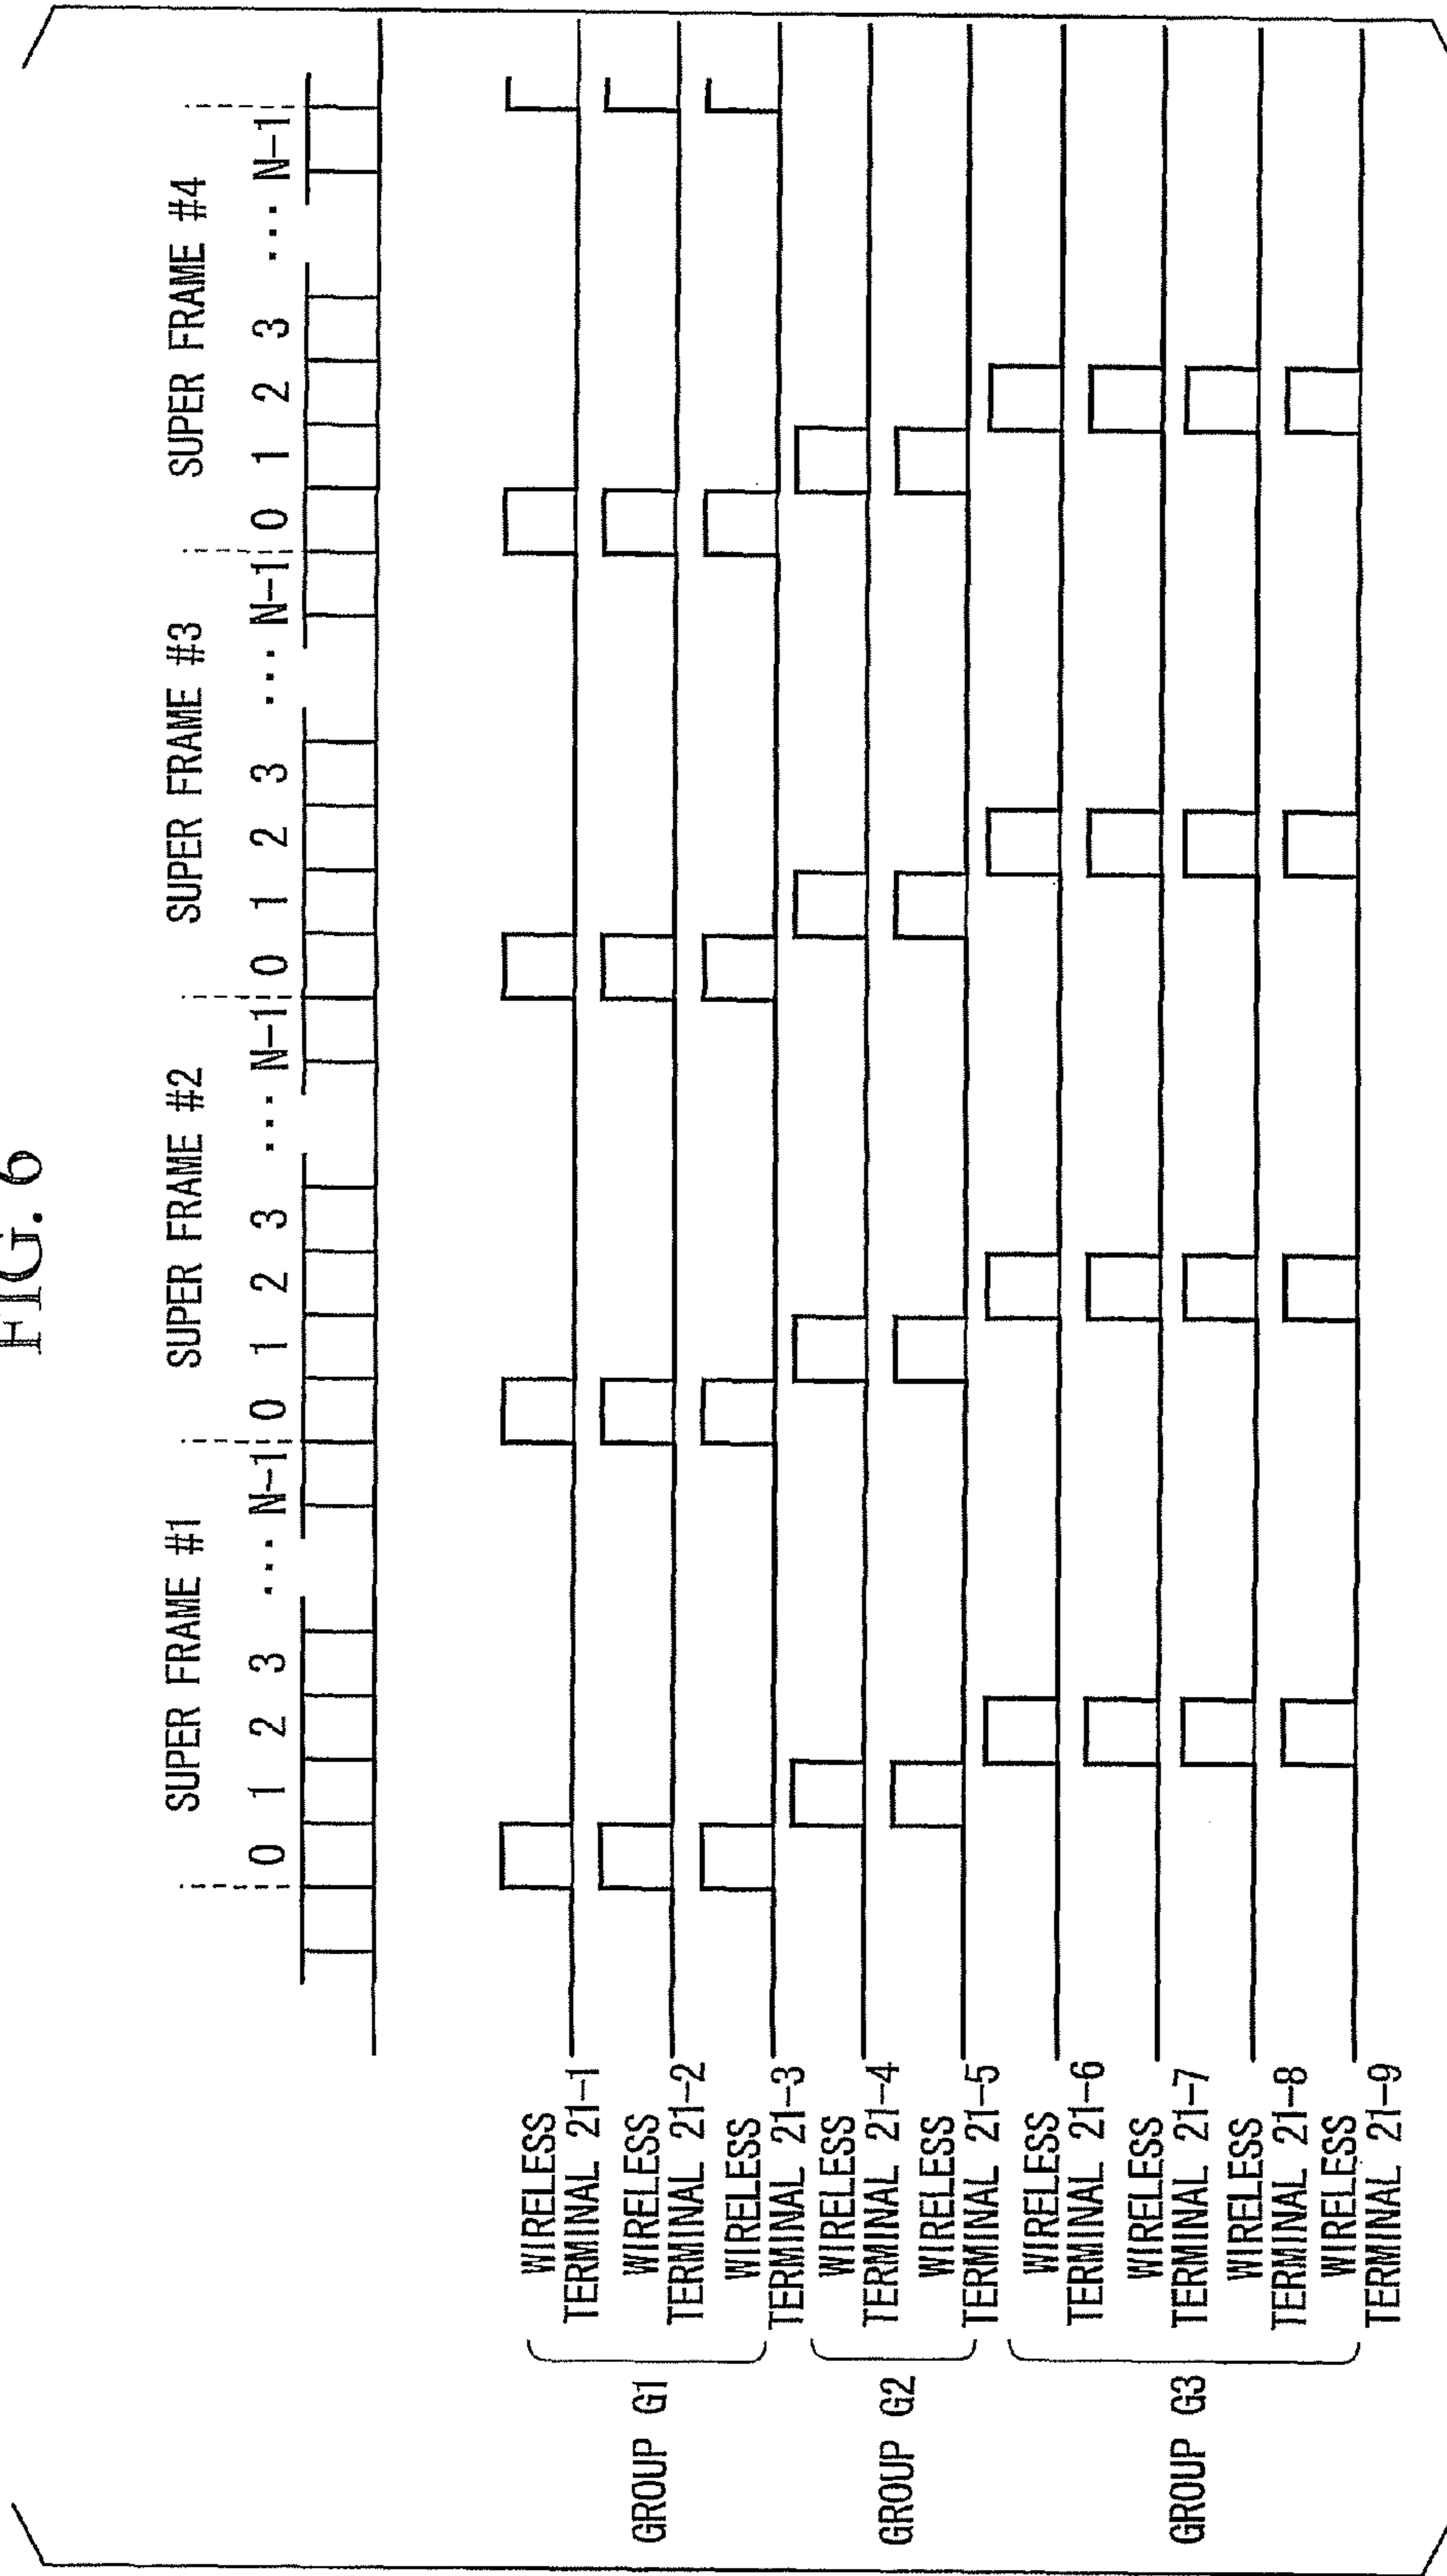 FIG. 6
SUPER FRAME #1 SUPER FRAME #2 SUPER FRAME #3 SUPER FRAME #4
0 1 2 3 ... N-1 0 1 2 3 ... N-1 0 1 2 3 ... N-1 0 1 2 3 ... N-1
GROUP G1
WIRELESS
TERMINAL 21-1
WIRELESS
TERMINAL 21-2
WIRELESS
TERMINAL 21-3
GROUP G2
WIRELESS
TERMINAL 21-4
WIRELESS
TERMINAL 21-5
GROUP G3
WIRELESS
TERMINAL 21-6
WIRELESS
TERMINAL 21-7
WIRELESS
TERMINAL 21-8
WIRELESS
TERMINAL 21-9